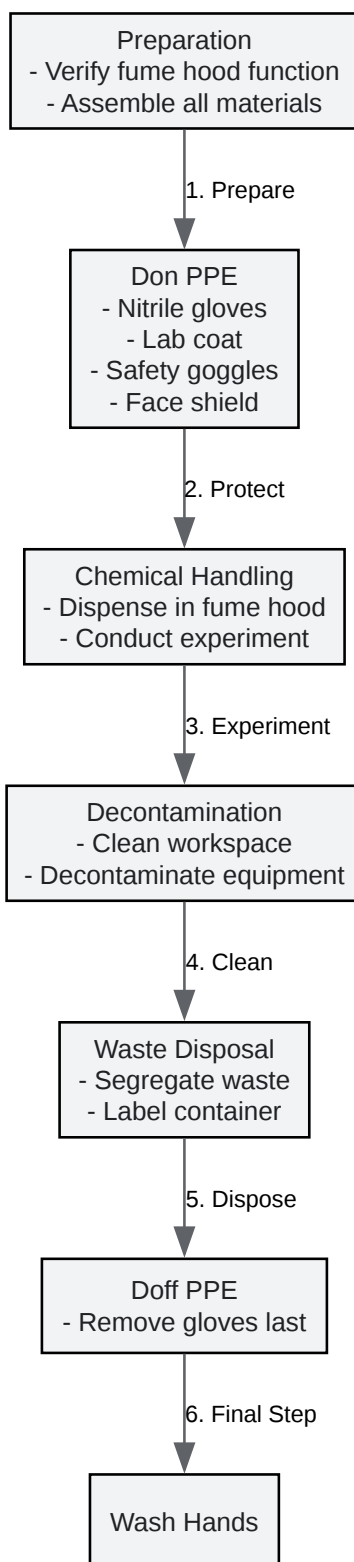 Preparation
- Verify fume hood function
- Assemble all materials
1. Prepare
Don PPE
- Nitrile gloves
- Lab coat
- Safety goggles
- Face shield
2. Protect
Chemical Handling
- Dispense in fume hood
- Conduct experiment
3. Experiment
Decontamination
- Clean workspace
- Decontaminate equipment
4. Clean
Waste Disposal
- Segregate waste
- Label container
5. Dispose
Doff PPE
- Remove gloves last
6. Final Step
Wash Hands